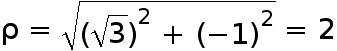 ρ = √((√3)² + (−1)²) = 2